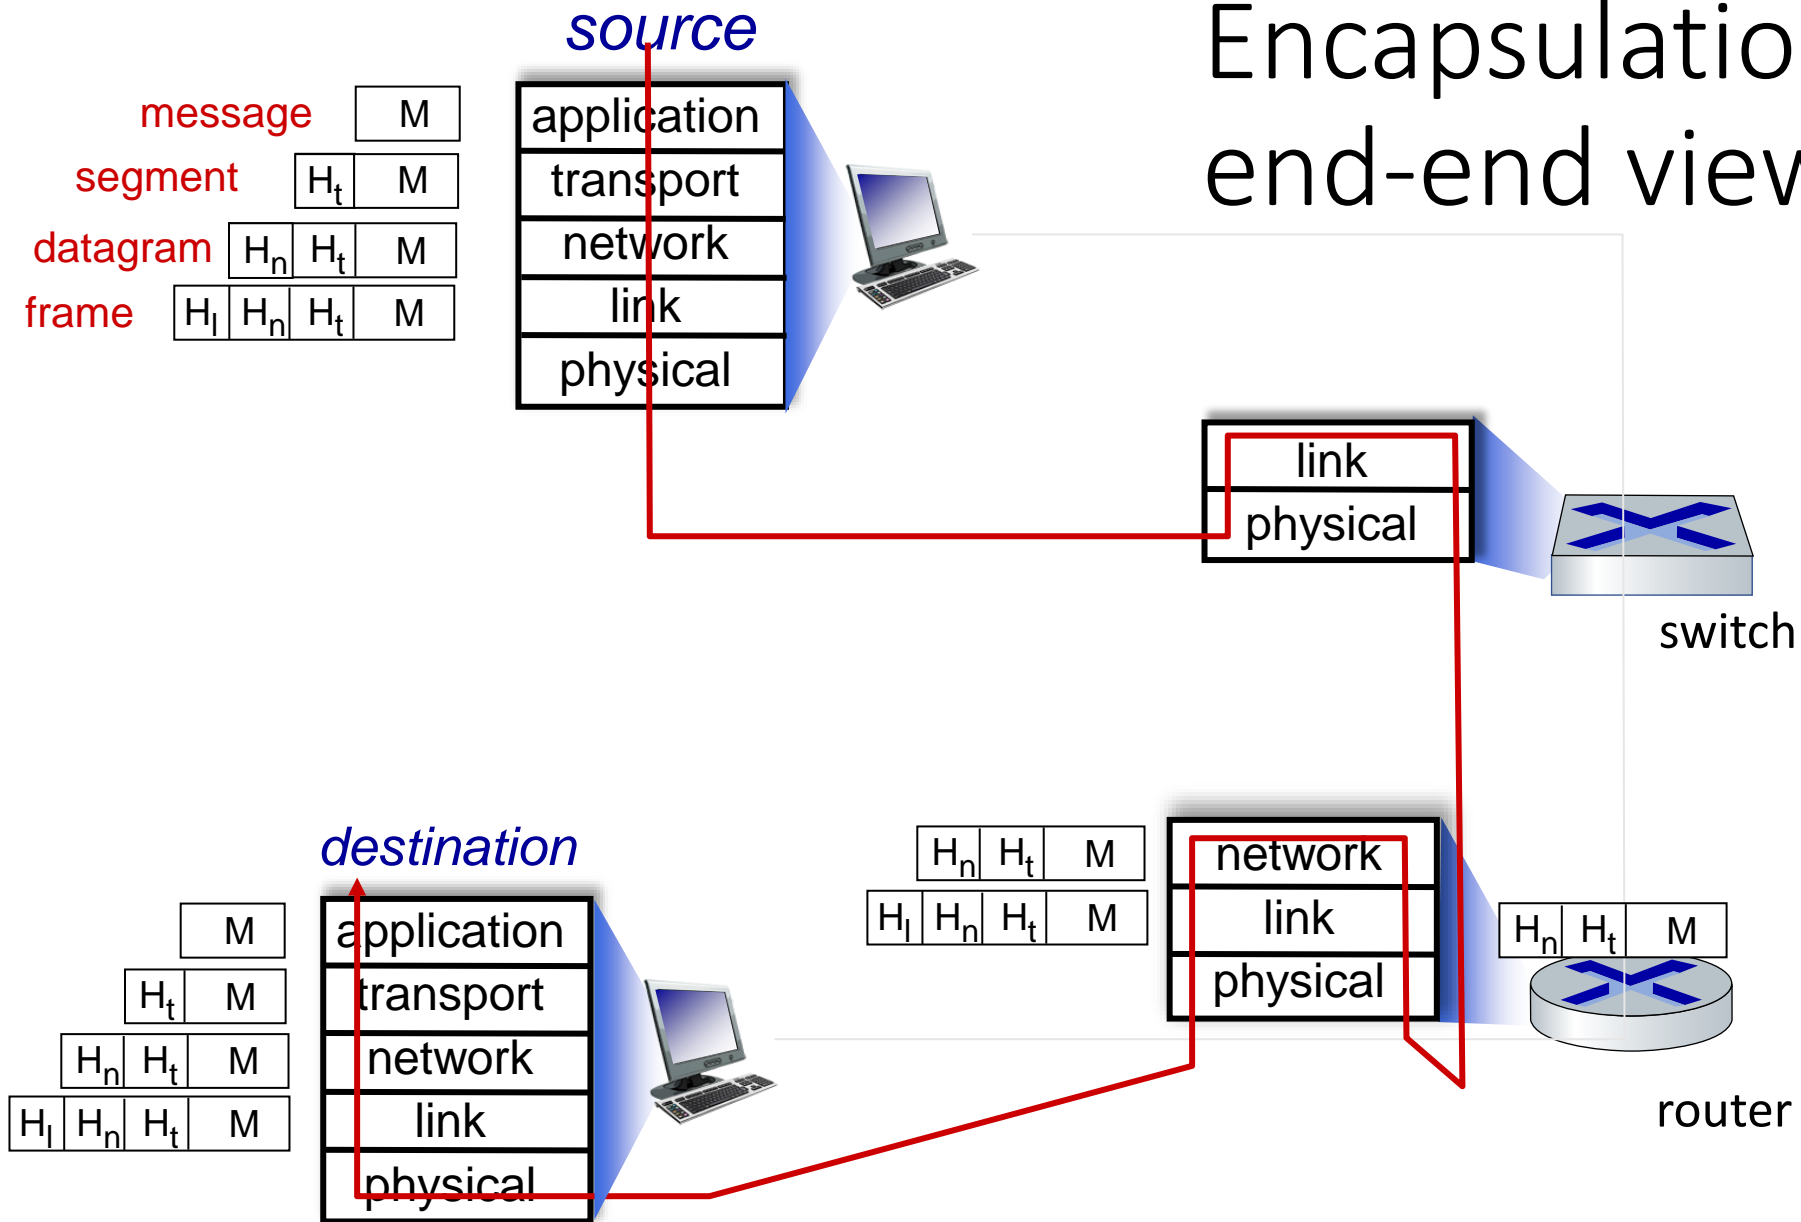 Encapsulatio
end-end view
source
message M
segment Ht M
datagram Hn Ht M
frame Hl Hn Ht M
application
transport
network
link
physical
link
physical
switch
destination
M
Ht M
Hn Ht M
Hl Hn Ht M
application
transport
network
link
physical
Hn Ht M
Hl Hn Ht M
network
link
physical
Hn Ht M
router